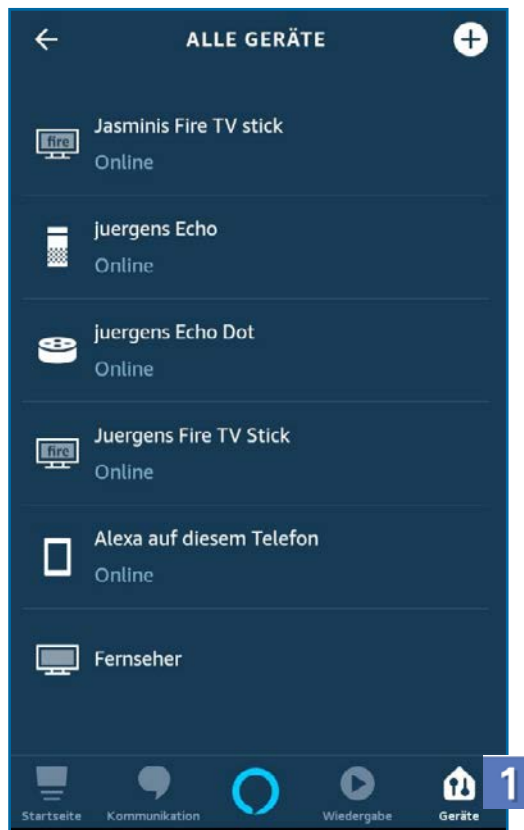 ALLE GERÄTE
fire
Jasminis Fire TV stick
Online
juergens Echo
Online
juergens Echo Dot
Online
fire
Juergens Fire TV Stick
Online
Alexa auf diesem Telefon
Online
Fernseher
Startseite Kommunikation Wiedergabe Geräte 1